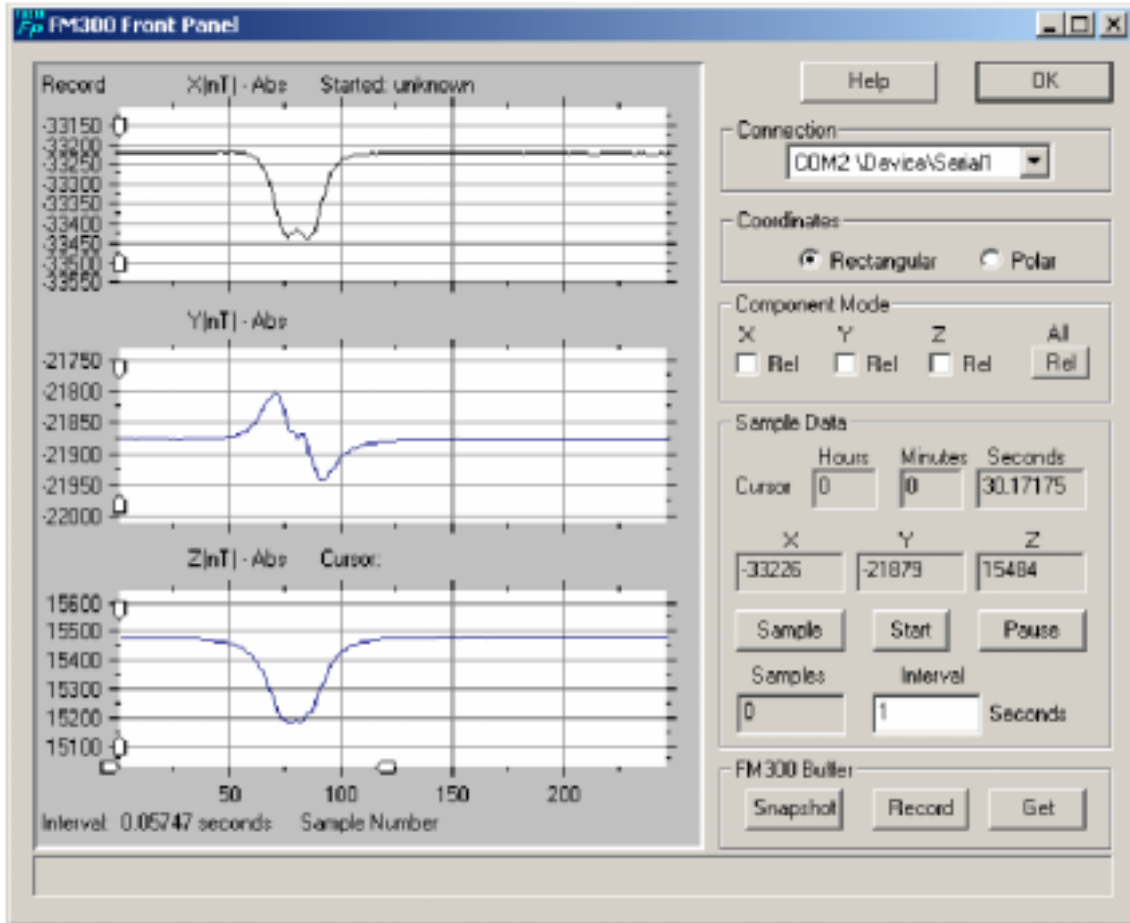 FM300 Front Panel
Record X[nT] - Abs Started: unknown
-33150
-33200
-33250
-33300
-33350
-33400
-33450
-33500
-33550
Y[nT] - Abs
-21750
-21800
-21850
-21900
-21950
-22000
Z[nT] - Abs Cursor:
15600
15500
15400
15300
15200
15100
50 100 150 200
Interval: 0.05747 seconds Sample Number
Help OK
Connection
COM2 \Device\Serial1
Coordinates
Rectangular Polar
Component Mode
X Y Z All
Rel Rel Rel Rel
Sample Data
Hours Minutes Seconds
Cursor 0 0 30.17175
X Y Z
-33226 -21879 15484
Sample Start Pause
Samples Interval
0 1 Seconds
FM300 Buffer
Snapshot Record Get